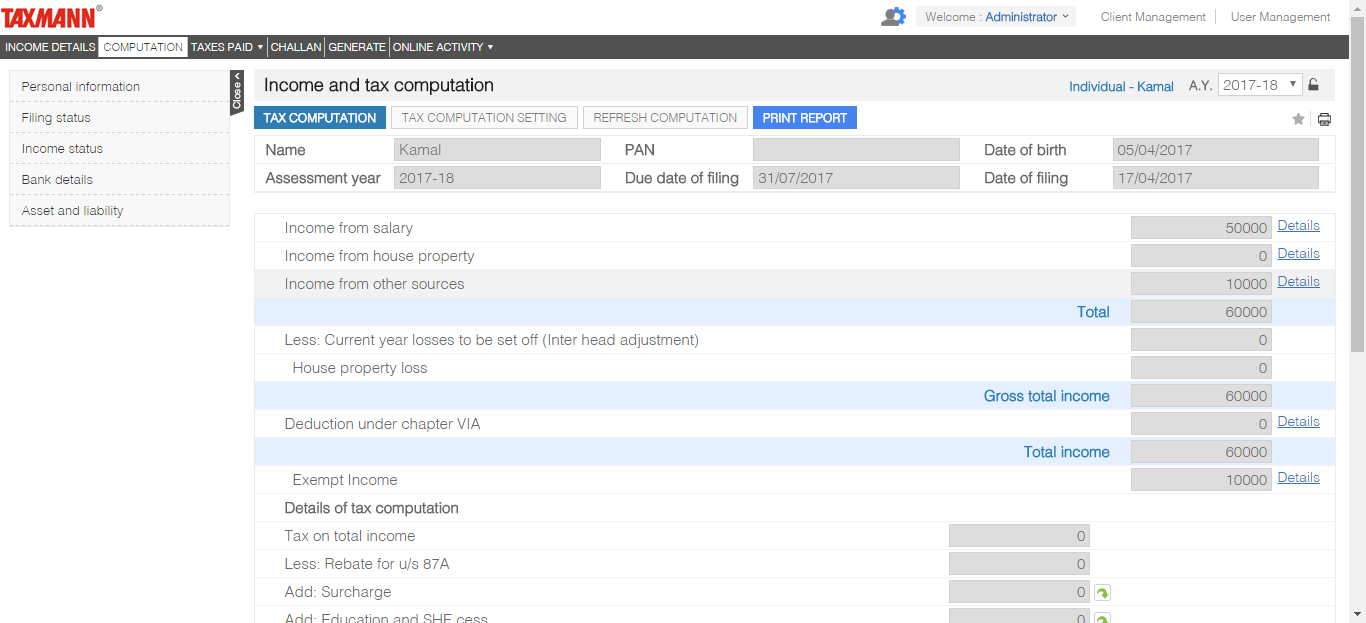 TAXMANN®
Welcome : Administrator
Client Management
User Management
INCOME DETAILS COMPUTATION TAXES PAID CHALLAN GENERATE ONLINE ACTIVITY
Personal information
Filing status
Income status
Bank details
Asset and liability
Close
Income and tax computation
Individual - Kamal A.Y. 2017-18
TAX COMPUTATION TAX COMPUTATION SETTING REFRESH COMPUTATION PRINT REPORT
Name Kamal PAN Date of birth 05/04/2017
Assessment year 2017-18 Due date of filing 31/07/2017 Date of filing 17/04/2017
Income from salary 50000 Details
Income from house property 0 Details
Income from other sources 10000 Details
Total 60000
Less: Current year losses to be set off (Inter head adjustment) 0
House property loss 0
Gross total income 60000
Deduction under chapter VIA 0 Details
Total income 60000
Exempt Income 10000 Details
Details of tax computation
Tax on total income 0
Less: Rebate for u/s 87A 0
Add: Surcharge 0
Add: Education and SHE cess 0